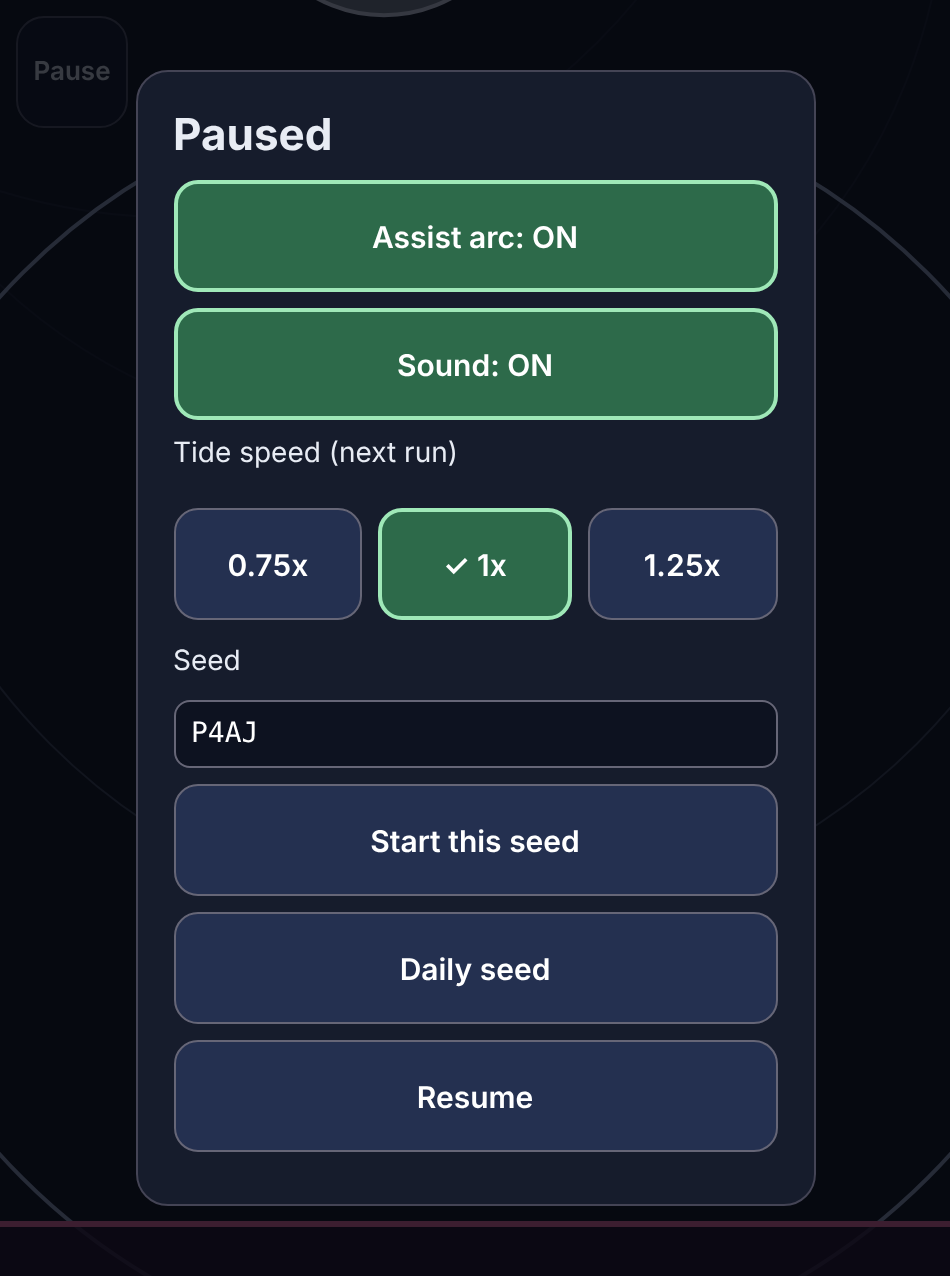 Pause
Paused
Assist arc: ON
Sound: ON
Tide speed (next run)
0.75x
✓ 1x
1.25x
Seed
P4AJ
Start this seed
Daily seed
Resume